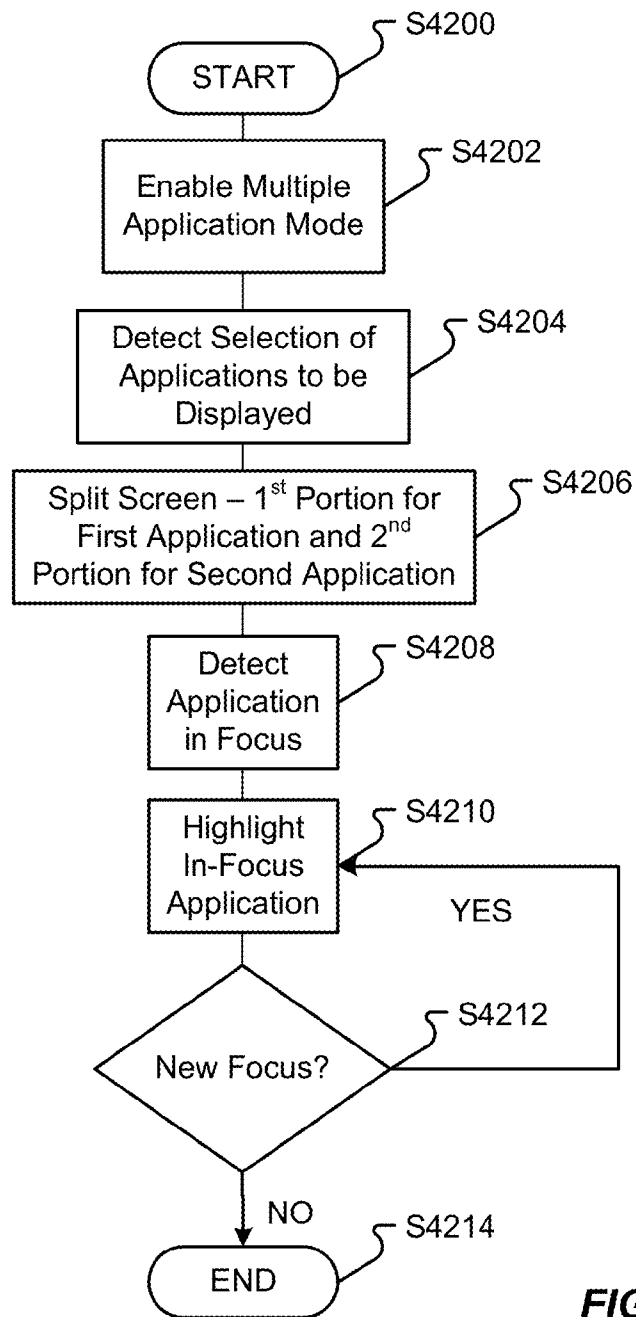 S4200
START
S4202
Enable Multiple
Application Mode
S4204
Detect Selection of
Applications to be
Displayed
S4206
Split Screen – 1st Portion for
First Application and 2nd
Portion for Second Application
S4208
Detect
Application
in Focus
S4210
Highlight
In-Focus
Application
YES
S4212
New Focus?
NO
S4214
END
FIG